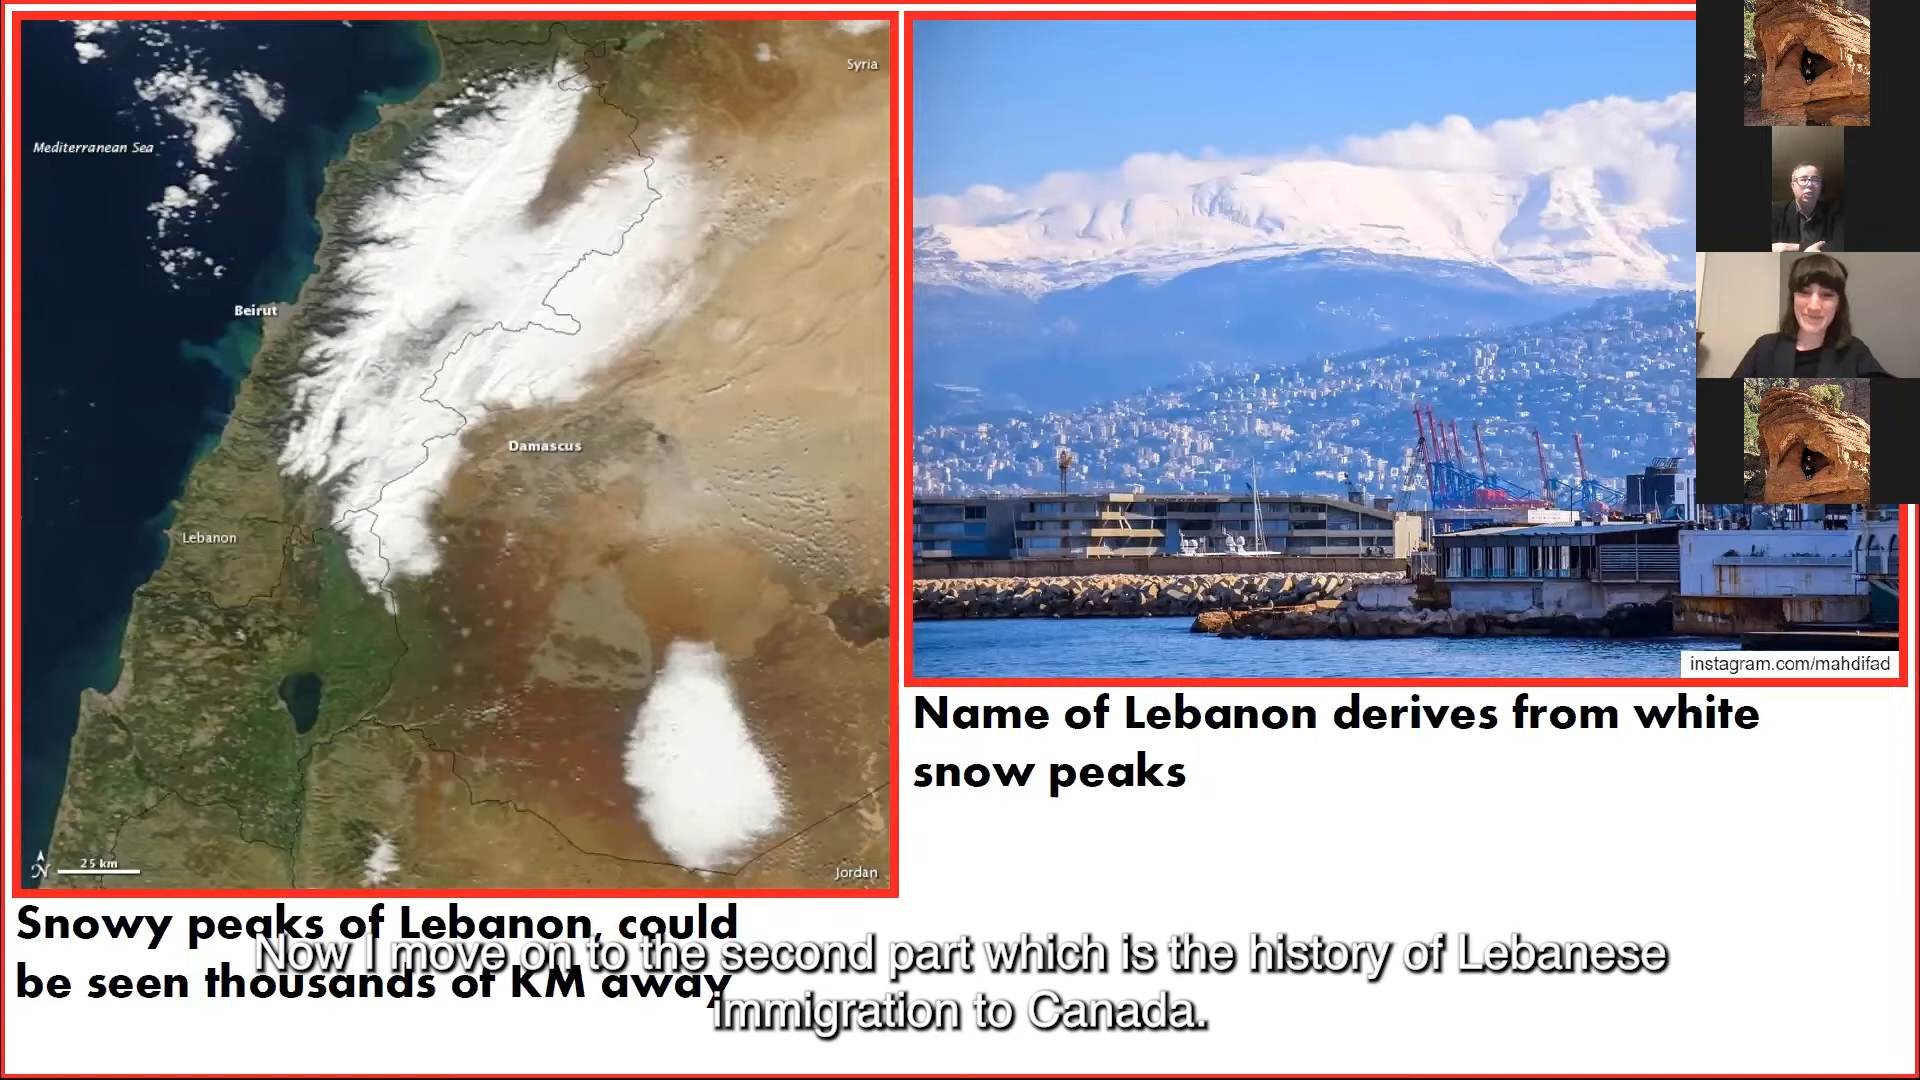 Syria
Mediterranean Sea
Beirut
Damascus
Lebanon
N
25 km
Jordan
instagram.com/mahdifad
Name of Lebanon derives from white
snow peaks
Snowy peaks of Lebanon, could
be seen thousands of KM away
Now I move on to the second part which is the history of Lebanese
immigration to Canada.